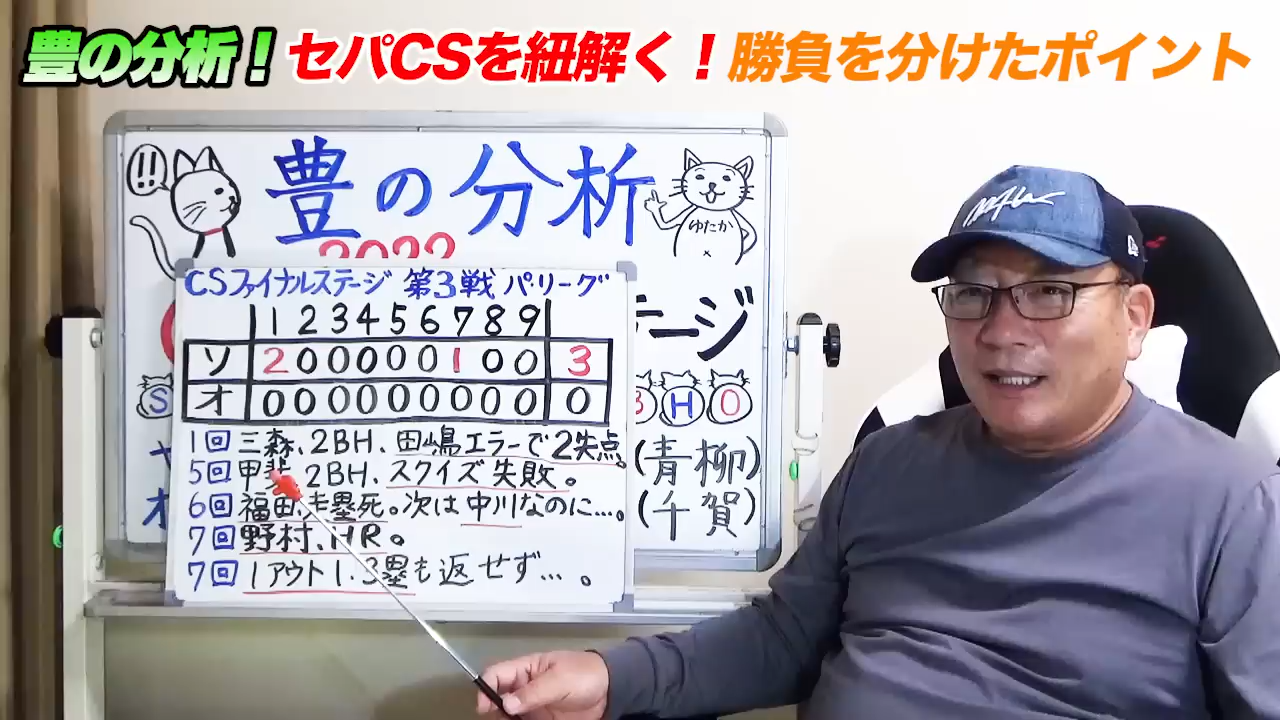 豊の分析！セパCSを紐解く！勝負を分けたポイント
!!
豊の分析
ゆたか
2022
CSファイナルステージ 第3戦 パ・リーグ
1 2 3 4 5 6 7 8 9
ソ 2 0 0 0 0 0 1 0 0 3
オ 0 0 0 0 0 0 0 0 0 0
1回 三森、2BH、田嶋エラーで2失点。
5回 甲斐 2BH、スクイズ失敗。
6回 福田、走塁死。次は中川なのに…。
7回 野村、HR。
7回 1アウト1.3塁も返せず…。
テージ
S
B H O
(青柳)
(千賀)